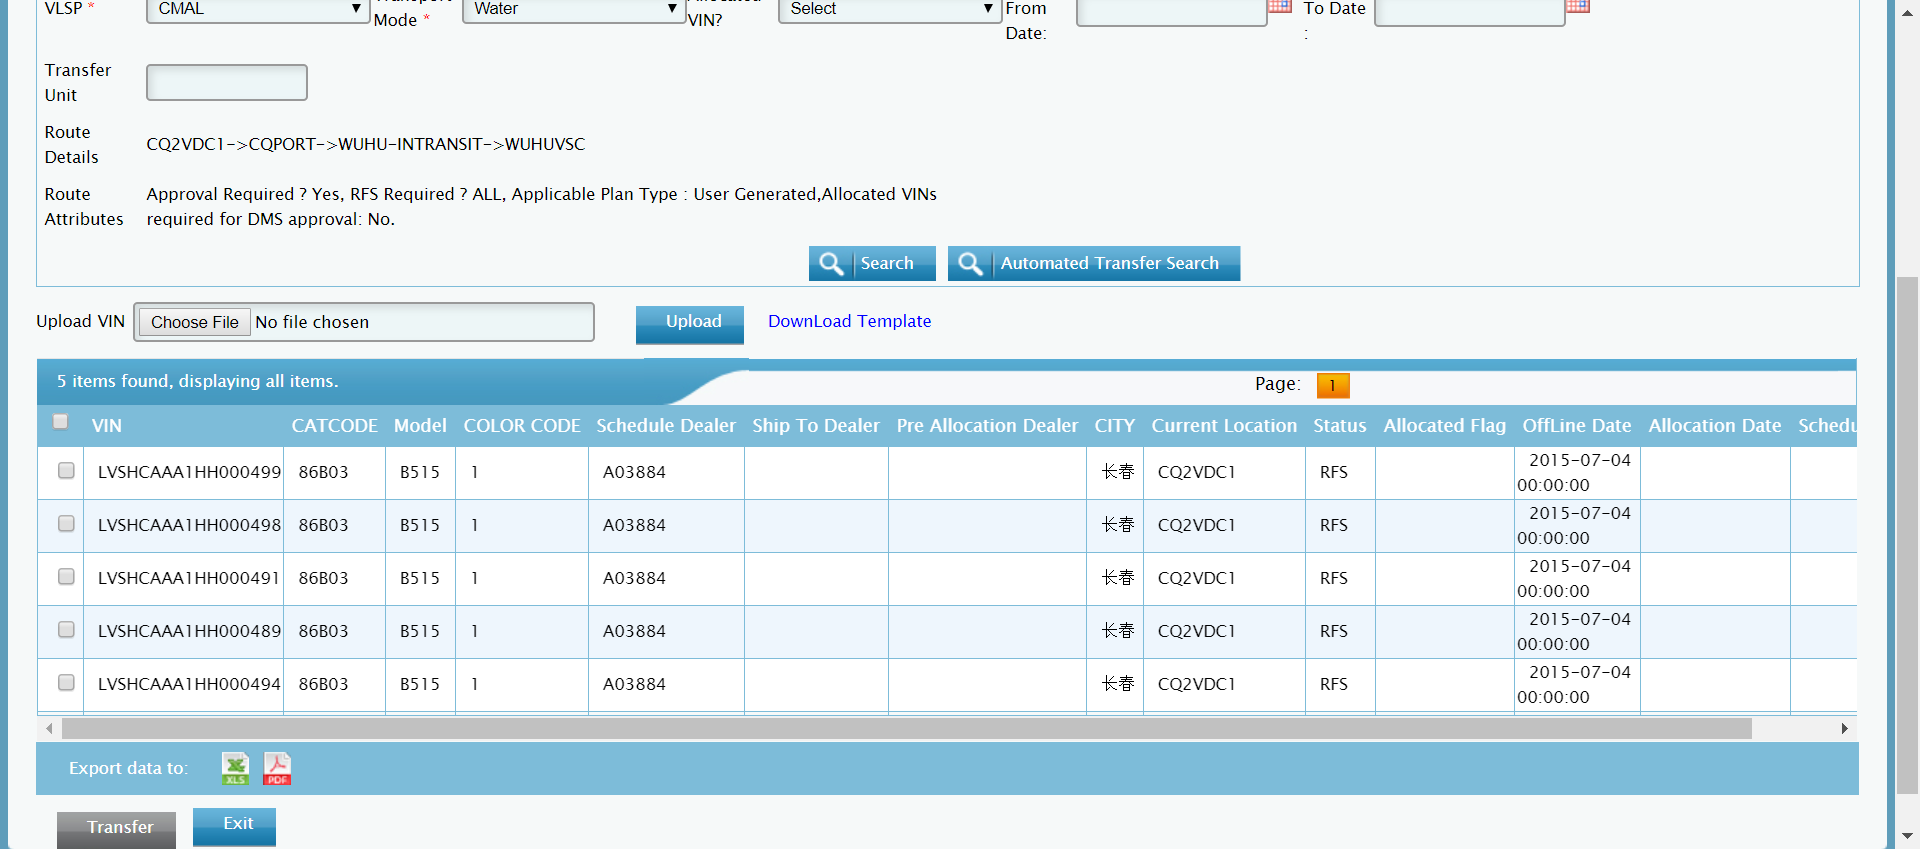 VLSP * CMAL
Mode * Water
VIN? Select
From Date:
To Date :
Transfer Unit
Route Details CQ2VDC1->CQPORT->WUHU-INTRANSIT->WUHUVSC
Route Attributes Approval Required ? Yes, RFS Required ? ALL, Applicable Plan Type : User Generated,Allocated VINs
required for DMS approval: No.
Search Automated Transfer Search
Upload VIN Choose File No file chosen Upload DownLoad Template
5 items found, displaying all items. Page: 1
VIN CATCODE Model COLOR CODE Schedule Dealer Ship To Dealer Pre Allocation Dealer CITY Current Location Status Allocated Flag OffLine Date Allocation Date Schedu
LVSHCAAA1HH000499 86B03 B515 1 A03884 长春 CQ2VDC1 RFS 2015-07-04 00:00:00
LVSHCAAA1HH000498 86B03 B515 1 A03884 长春 CQ2VDC1 RFS 2015-07-04 00:00:00
LVSHCAAA1HH000491 86B03 B515 1 A03884 长春 CQ2VDC1 RFS 2015-07-04 00:00:00
LVSHCAAA1HH000489 86B03 B515 1 A03884 长春 CQ2VDC1 RFS 2015-07-04 00:00:00
LVSHCAAA1HH000494 86B03 B515 1 A03884 长春 CQ2VDC1 RFS 2015-07-04 00:00:00
Export data to: XLS PDF
Transfer Exit